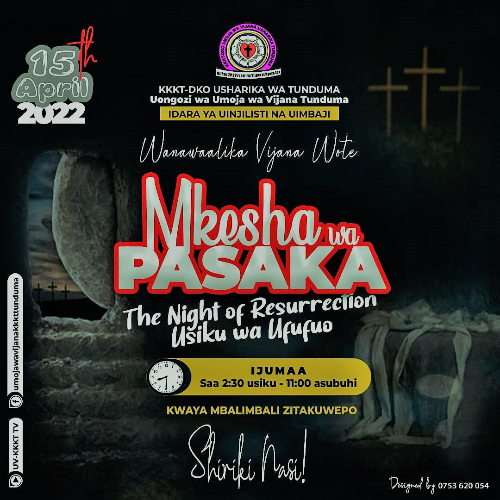 15th
April
2022
KKKT-DKO USHARIKA WA TUNDUMA
Uongozi wa Umoja wa Vijana Tunduma
IDARA YA UINJILISTI NA UIMBAJI
Wanawaalika Vijana Wote
Mkesha wa
PASAKA
The Night of Resurrection
Usiku wa Ufufuo
IJUMAA
Saa 2:30 usiku - 11:00 asubuhi
KWAYA MBALIMBALI ZITAKUWEPO
Shiriki Nasi!
umojawavijanakkkttunduma
UV-KKKT TV
Designed by 0753 620 054